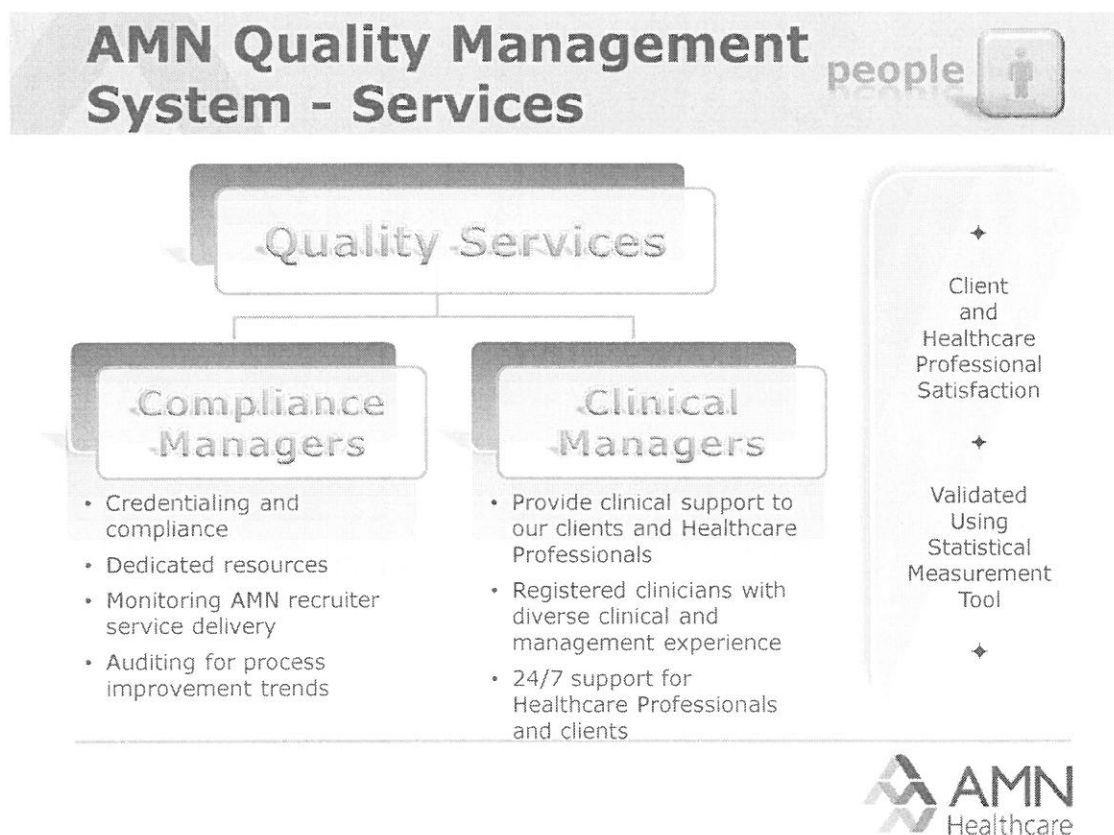 AMN Quality Management
System - Services
people
Quality Services
Compliance
Managers
• Credentialing and
compliance
• Dedicated resources
• Monitoring AMN recruiter
service delivery
• Auditing for process
improvement trends
Clinical
Managers
• Provide clinical support to
our clients and Healthcare
Professionals
• Registered clinicians with
diverse clinical and
management experience
• 24/7 support for
Healthcare Professionals
and clients
Client
and
Healthcare
Professional
Satisfaction
Validated
Using
Statistical
Measurement
Tool
AMN
Healthcare